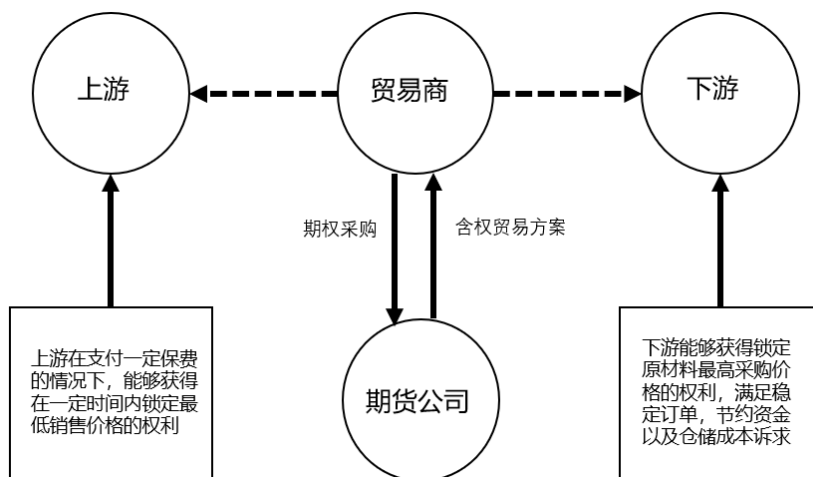 上游
贸易商
下游
期权采购
含权贸易方案
期货公司
上游在支付一定保费
的情况下，能够获得
在一定时间内锁定最
低销售价格的权利
下游能够获得锁定
原材料最高采购价
格的权利，满足稳
定订单，节约资金
以及仓储成本诉求